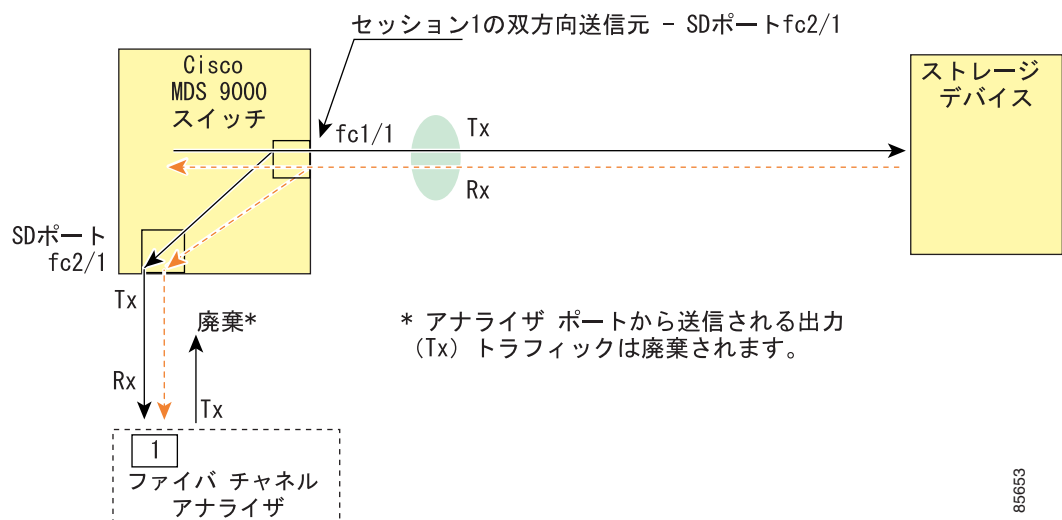 セッション1の双方向送信元 - SDポートfc2/1
Cisco
MDS 9000
スイッチ
ストレージ
デバイス
fc1/1
Tx
Rx
SDポート
fc2/1
Tx
廃棄*
* アナライザ ポートから送信される出力
（Tx）トラフィックは廃棄されます。
Rx
Tx
1
ファイバ チャネル
アナライザ
85653